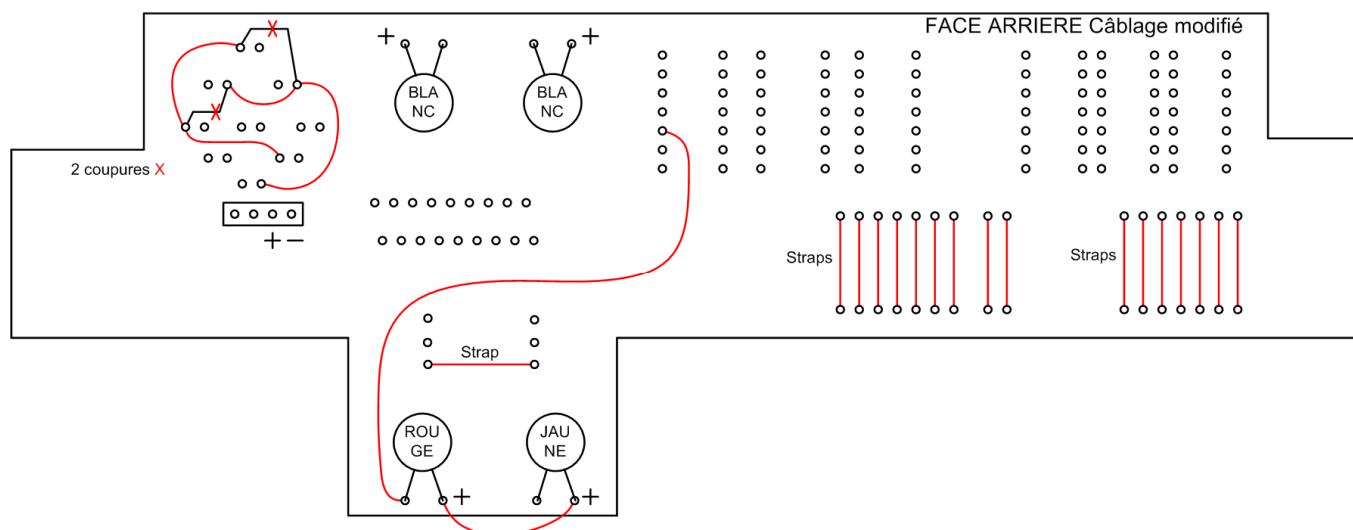 FACE ARRIERE Câblage modifié
+
+
BLA
NC
BLA
NC
2 coupures X
+ -
Straps
Straps
Strap
ROU
GE
JAU
NE
+
+